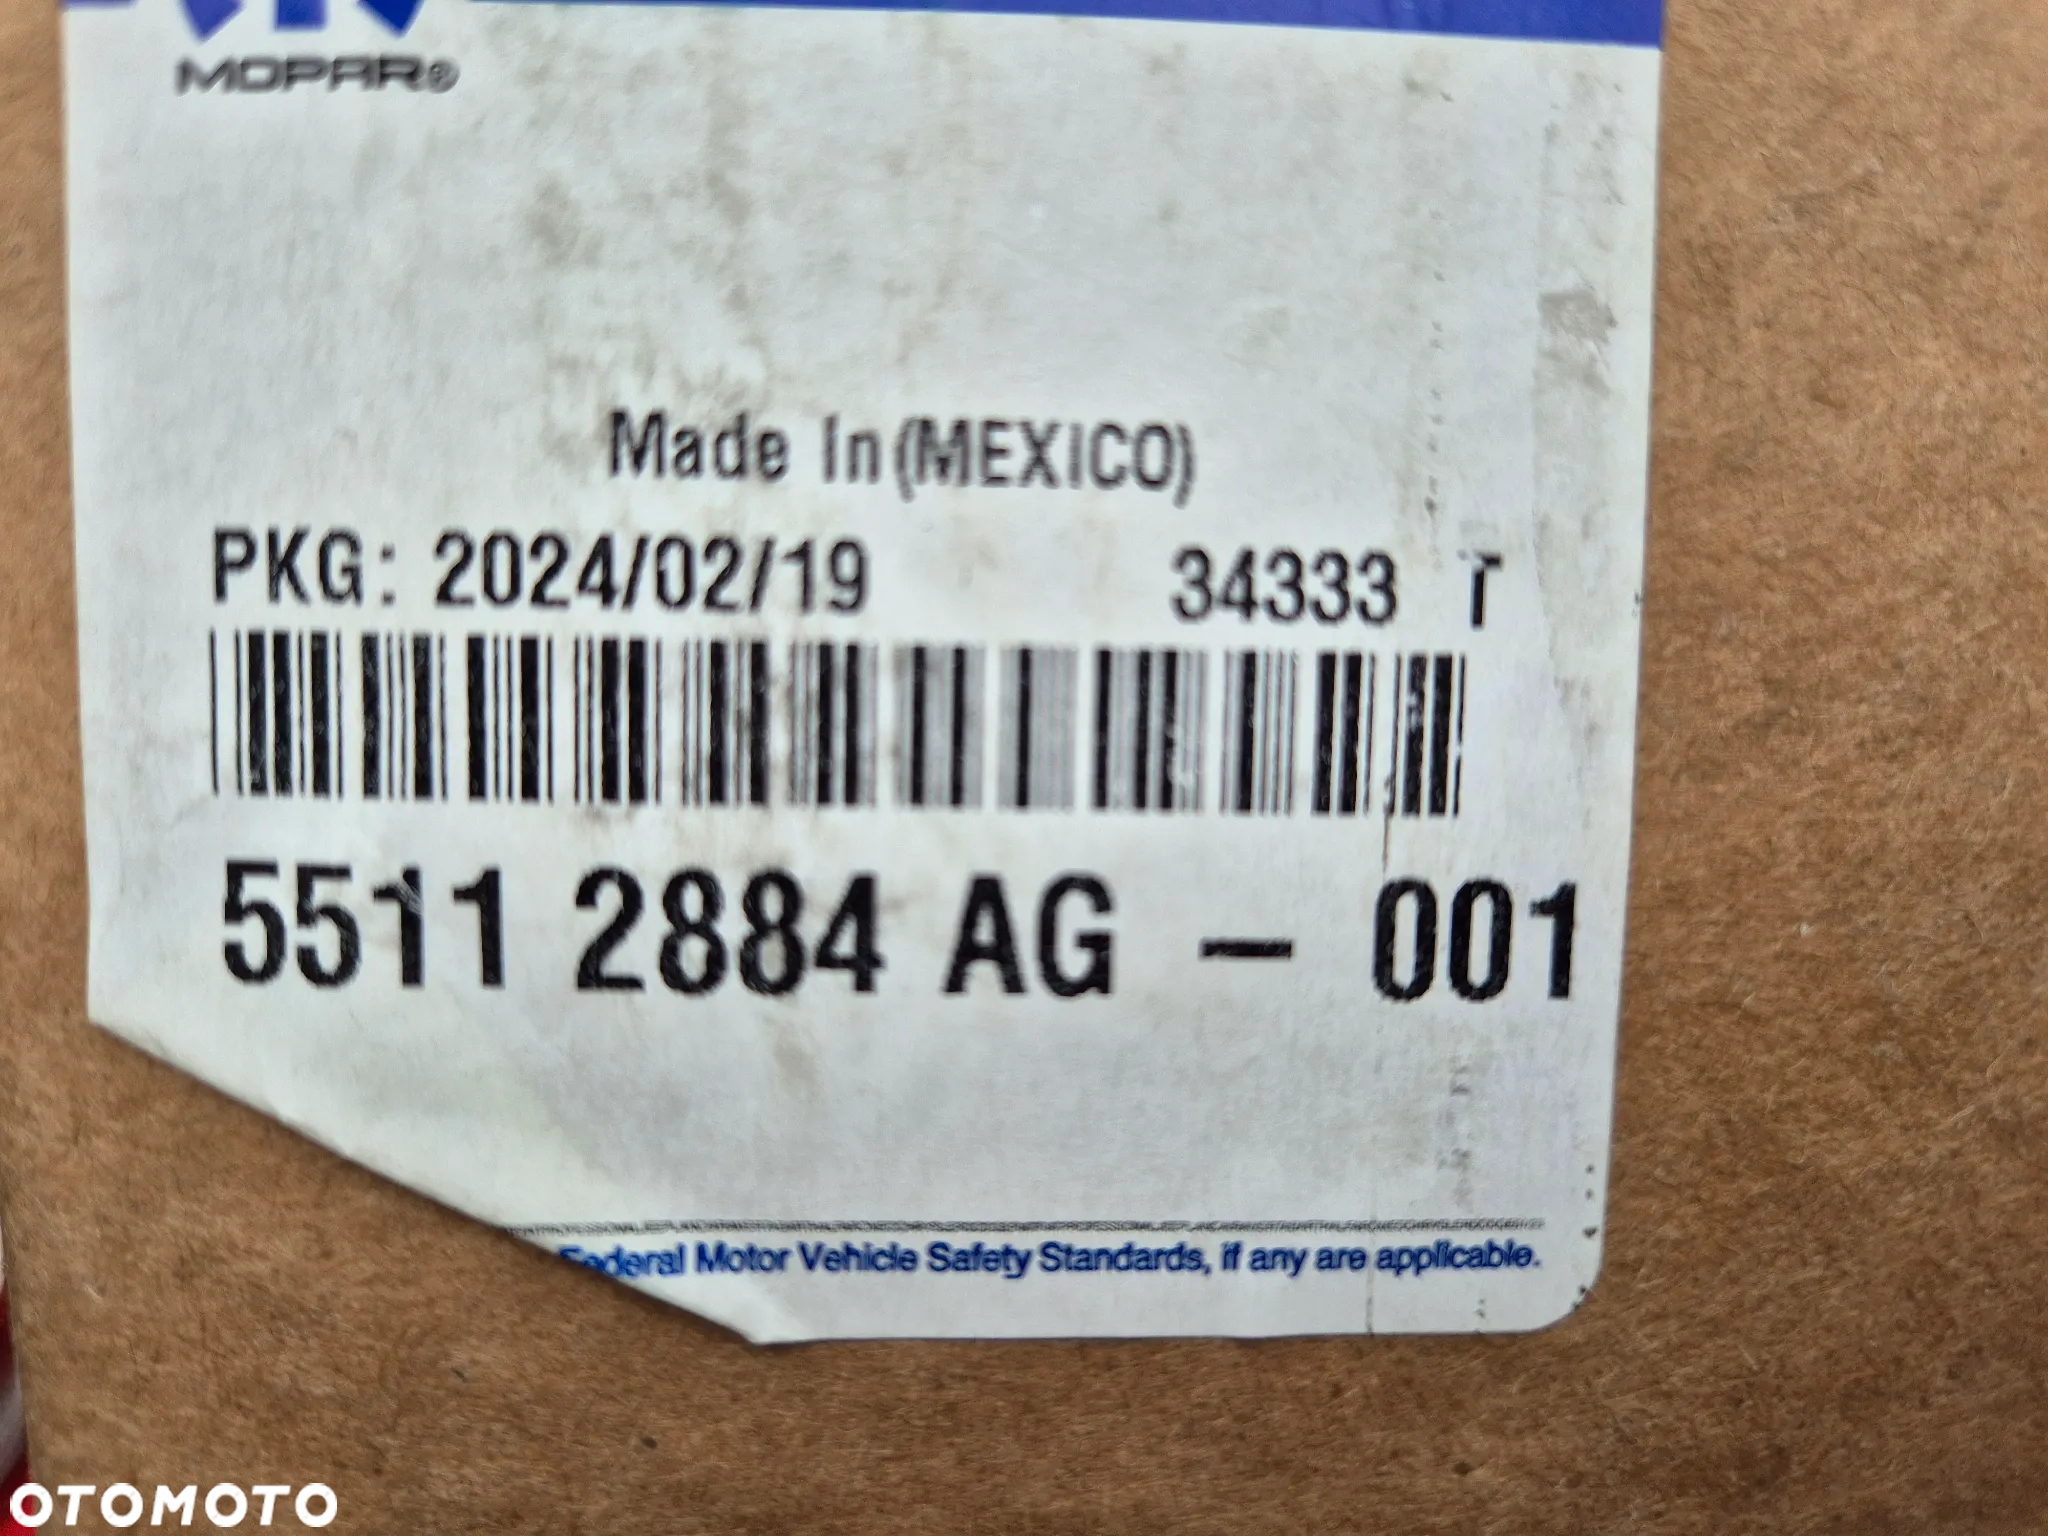 MOPAR®
Made In (MEXICO)
PKG: 2024/02/19 34333 T
5511 2884 AG - 001
Federal Motor Vehicle Safety Standards, if any are applicable.
OTOMOTO